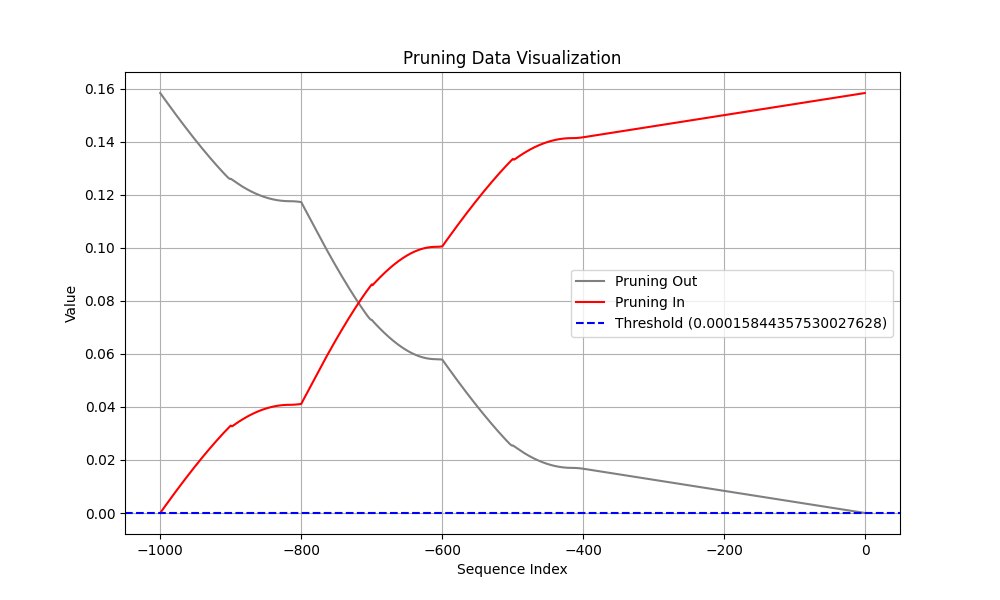 Pruning Data Visualization
0.16
0.14
0.12
0.10
0.08
0.06
0.04
0.02
0.00
Value
Pruning Out
Pruning In
Threshold (0.00015844357530027628)
−1000
−800
−600
−400
−200
0
Sequence Index